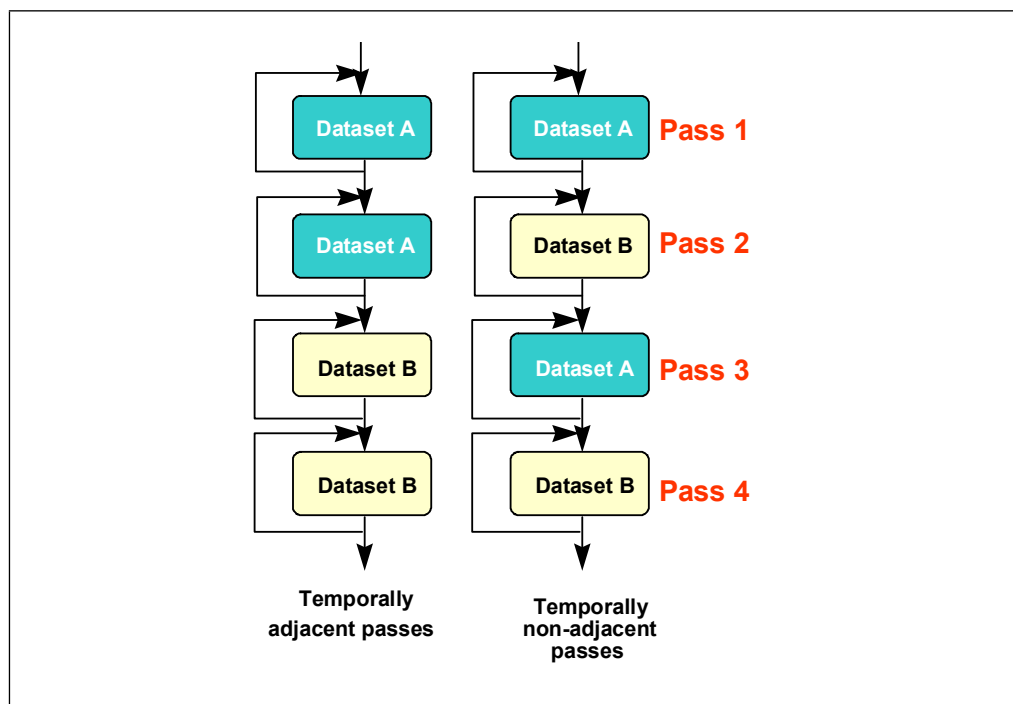 Dataset A
Dataset A
Pass 1
Dataset A
Dataset B
Pass 2
Dataset B
Dataset A
Pass 3
Dataset B
Dataset B
Pass 4
Temporally
adjacent passes
Temporally
non-adjacent
passes